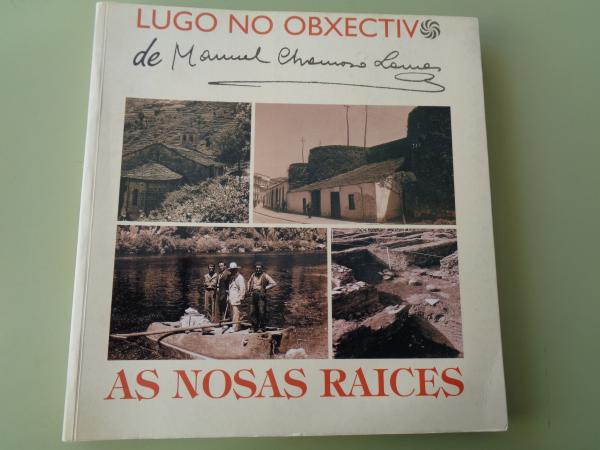 LUGO NO OBXECTIVO
de Manuel Chamoso Lamas
AS NOSAS RAICES